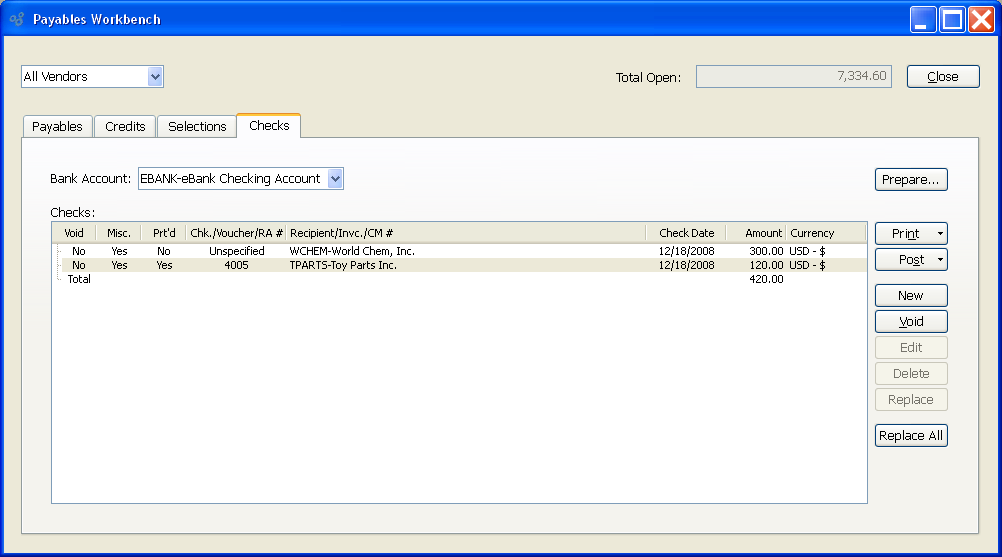 Payables Workbench
All Vendors
Total Open: 7,334.60 Close
Payables Credits Selections Checks
Bank Account: EBANK-eBank Checking Account Prepare...
Checks:
Void Misc. Prt'd Chk./Voucher/RA # Recipient/Invc./CM # Check Date Amount Currency
No Yes No Unspecified WCHEM-World Chem, Inc. 12/18/2008 300.00 USD - $
No Yes Yes 4005 TPARTS-Toy Parts Inc. 12/18/2008 120.00 USD - $
Total 420.00
Print
Post
New
Void
Edit
Delete
Replace
Replace All